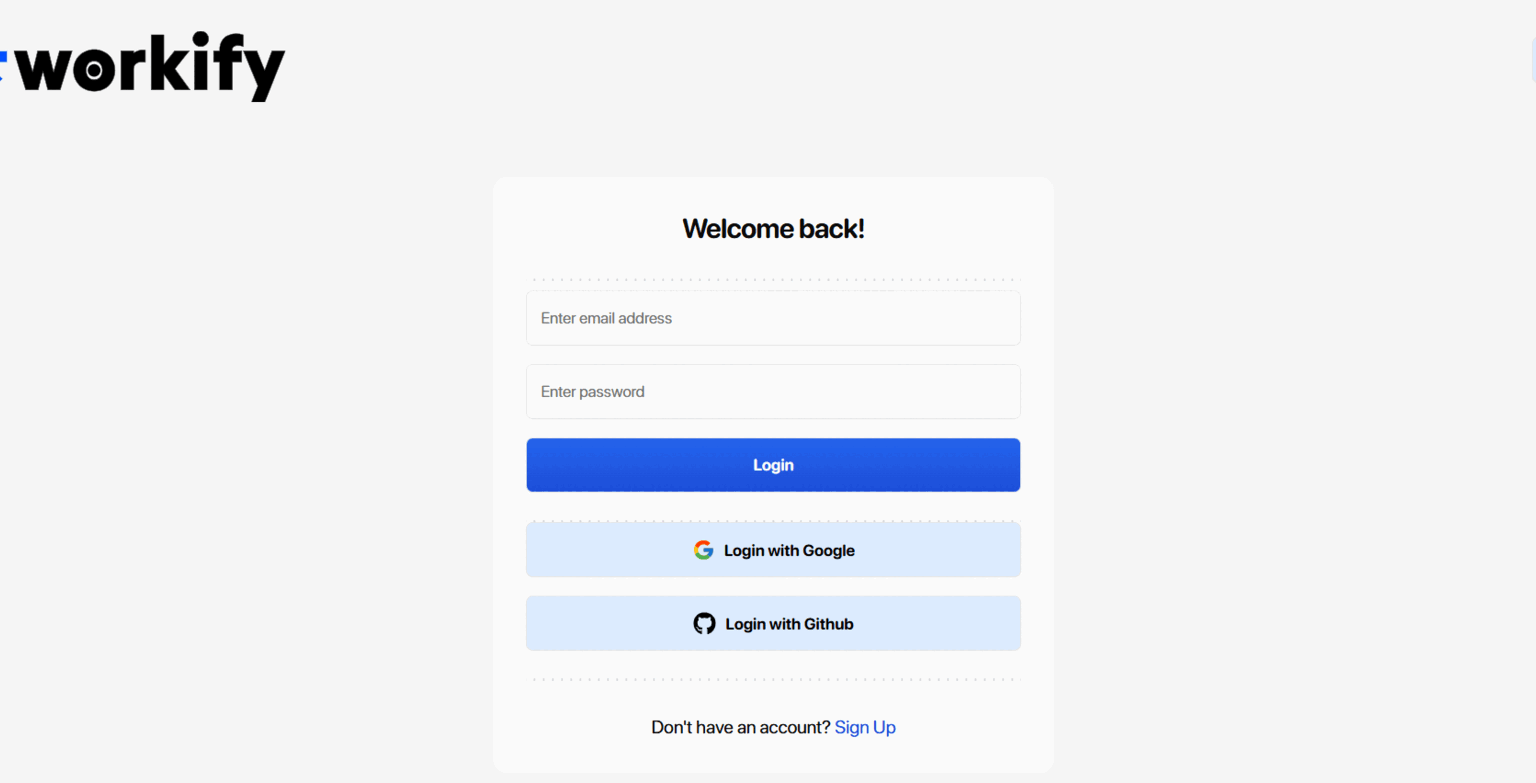 workify
Welcome back!
Enter email address
Enter password
Login
Login with Google
Login with Github
Don't have an account? Sign Up